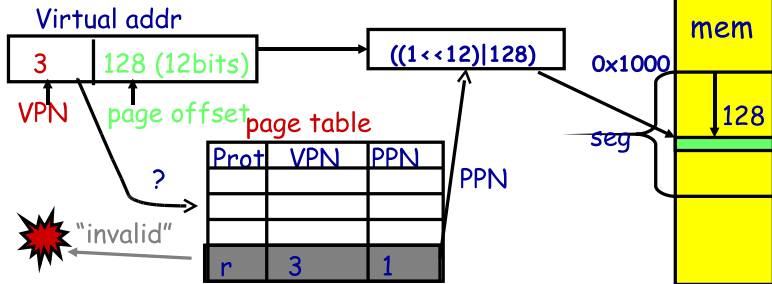 Virtual addr
mem
3
128 (12bits)
((1<<12)|128)
0x1000
VPN
page offset
128
page table
seg
Prot
VPN
PPN
?
PPN
"invalid"
r
3
1